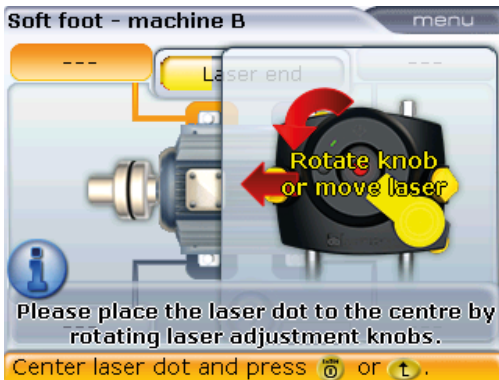 Soft foot - machine B
menu
---
Laser end
---
Rotate knob
or move laser
Please place the laser dot to the centre by
rotating laser adjustment knobs.
Center laser dot and press or .